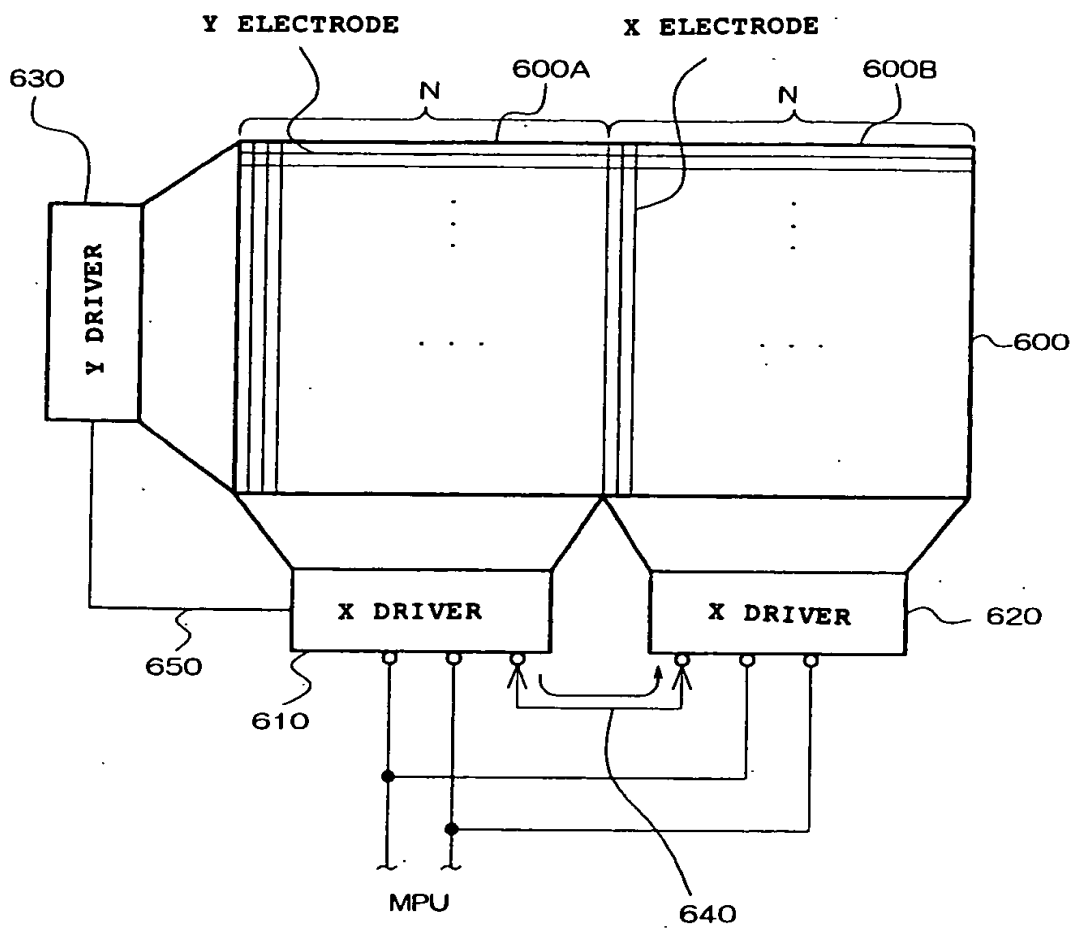 Y ELECTRODE
X ELECTRODE
630
N
600A
N
600B
Y DRIVER
600
X DRIVER
X DRIVER
620
650
610
MPU
640